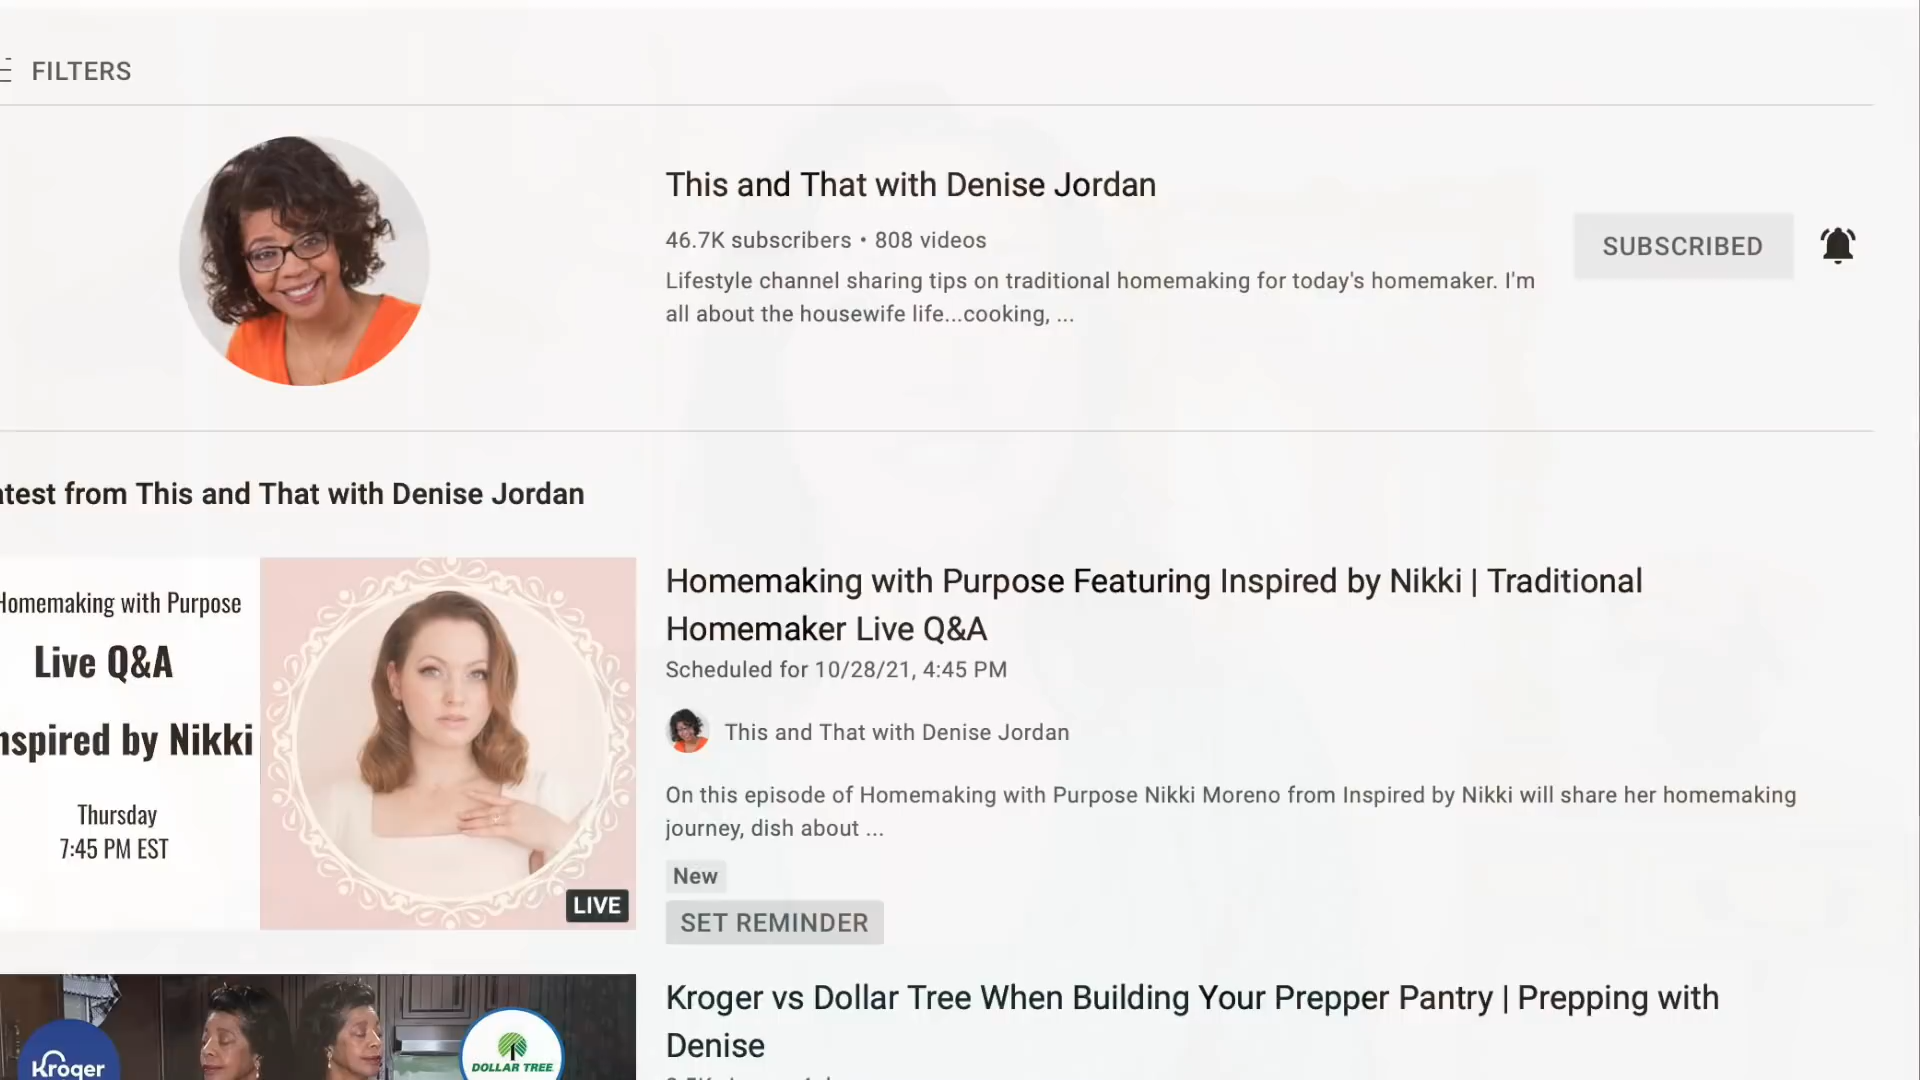 FILTERS
This and That with Denise Jordan
46.7K subscribers • 808 videos
SUBSCRIBED
Lifestyle channel sharing tips on traditional homemaking for today's homemaker. I'm
all about the housewife life...cooking, ...
atest from This and That with Denise Jordan
Homemaking with Purpose
Live Q&A
nspired by Nikki
Thursday
7:45 PM EST
LIVE
Homemaking with Purpose Featuring Inspired by Nikki | Traditional
Homemaker Live Q&A
Scheduled for 10/28/21, 4:45 PM
This and That with Denise Jordan
On this episode of Homemaking with Purpose Nikki Moreno from Inspired by Nikki will share her homemaking
journey, dish about ...
New
SET REMINDER
Kroger
DOLLAR TREE
Kroger vs Dollar Tree When Building Your Prepper Pantry | Prepping with
Denise